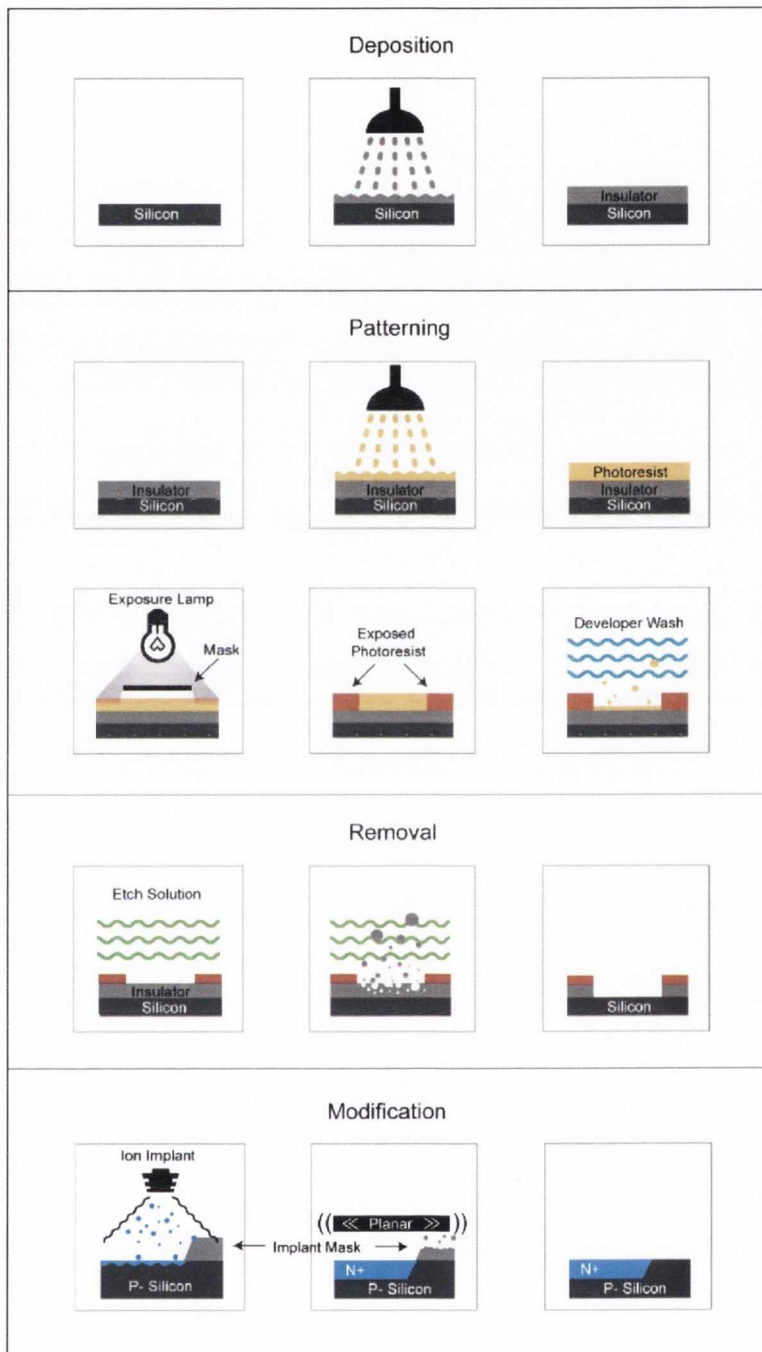 Deposition
Silicon
Silicon
Insulator
Silicon
Patterning
Insulator
Silicon
Insulator
Silicon
Photoresist
Insulator
Silicon
Exposure Lamp
Mask
Exposed
Photoresist
Developer Wash
Removal
Etch Solution
Insulator
Silicon
Silicon
Modification
Ion Implant
Implant Mask
P- Silicon
(( << Planar >> ))
N+
P- Silicon
N+
P- Silicon